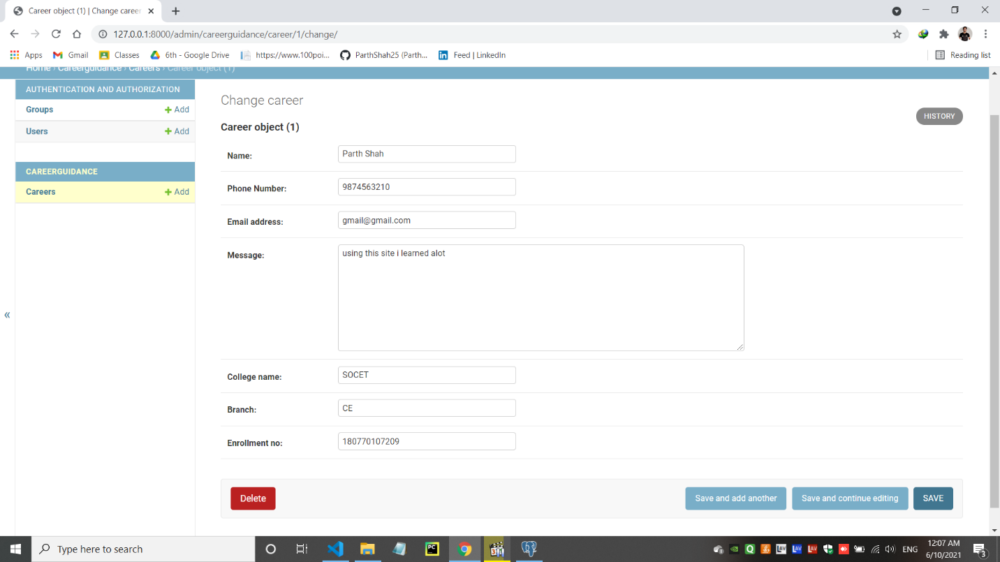 Career object (1) | Change career
127.0.0.1:8000/admin/careerguidance/career/1/change/
Apps Gmail Classes 6th - Google Drive https://www.100poi... ParthShah25 (Parth... Feed | LinkedIn Reading list
Home › Careerguidance › Careers › Career object (1)
AUTHENTICATION AND AUTHORIZATION
Groups Add
Users Add
CAREERGUIDANCE
Careers Add
«
Change career
HISTORY
Career object (1)
Name: Parth Shah
Phone Number: 9874563210
Email address: gmail@gmail.com
Message: using this site i learned alot
College name: SOCET
Branch: CE
Enrollment no: 180770107209
Delete Save and add another Save and continue editing SAVE
Type here to search
PC
ENG
12:07 AM
6/10/2021
3